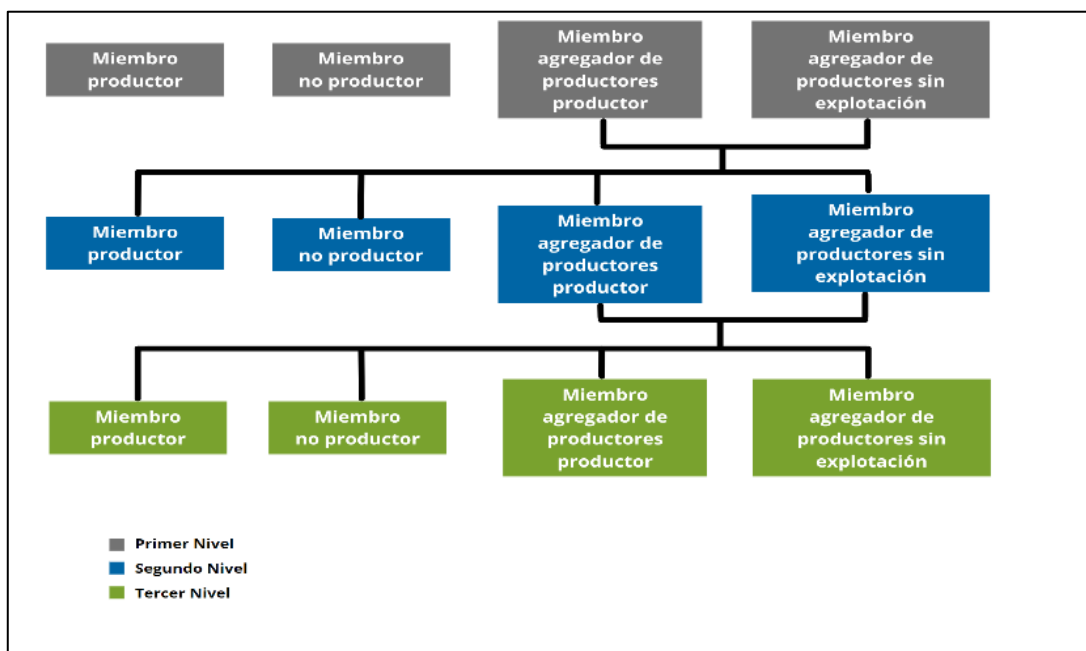 Miembro
productor
Miembro
no productor
Miembro
agregador de
productores
productor
Miembro
agregador de
productores sin
explotación
Miembro
productor
Miembro
no productor
Miembro
agregador de
productores
productor
Miembro
agregador de
productores sin
explotación
Miembro
productor
Miembro
no productor
Miembro
agregador de
productores
productor
Miembro
agregador de
productores sin
explotación
Primer Nivel
Segundo Nivel
Tercer Nivel